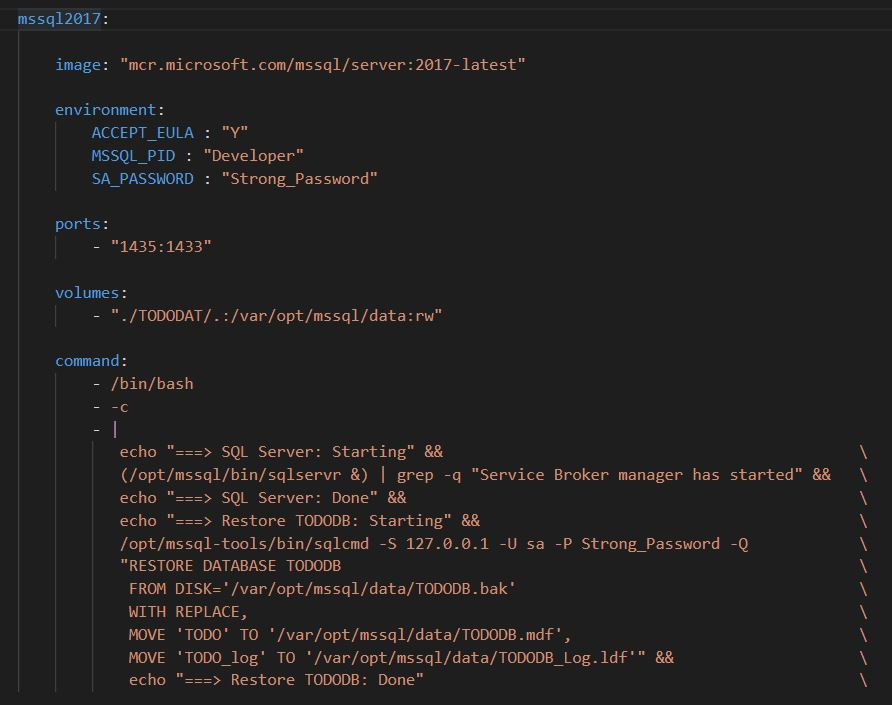 mssql2017:
image: "mcr.microsoft.com/mssql/server:2017-latest"
environment:
ACCEPT_EULA : "Y"
MSSQL_PID : "Developer"
SA_PASSWORD : "Strong_Password"
ports:
- "1435:1433"
volumes:
- "./TODODAT/.:/var/opt/mssql/data:rw"
command:
- /bin/bash
- -c
- |
echo "===> SQL Server: Starting" && \
(/opt/mssql/bin/sqlservr &) | grep -q "Service Broker manager has started" && \
echo "===> SQL Server: Done" && \
echo "===> Restore TODODB: Starting" && \
/opt/mssql-tools/bin/sqlcmd -S 127.0.0.1 -U sa -P Strong_Password -Q \
"RESTORE DATABASE TODODB \
FROM DISK='/var/opt/mssql/data/TODODB.bak' \
WITH REPLACE, \
MOVE 'TODO' TO '/var/opt/mssql/data/TODODB.mdf', \
MOVE 'TODO_log' TO '/var/opt/mssql/data/TODODB_Log.ldf'" && \
echo "===> Restore TODODB: Done" \